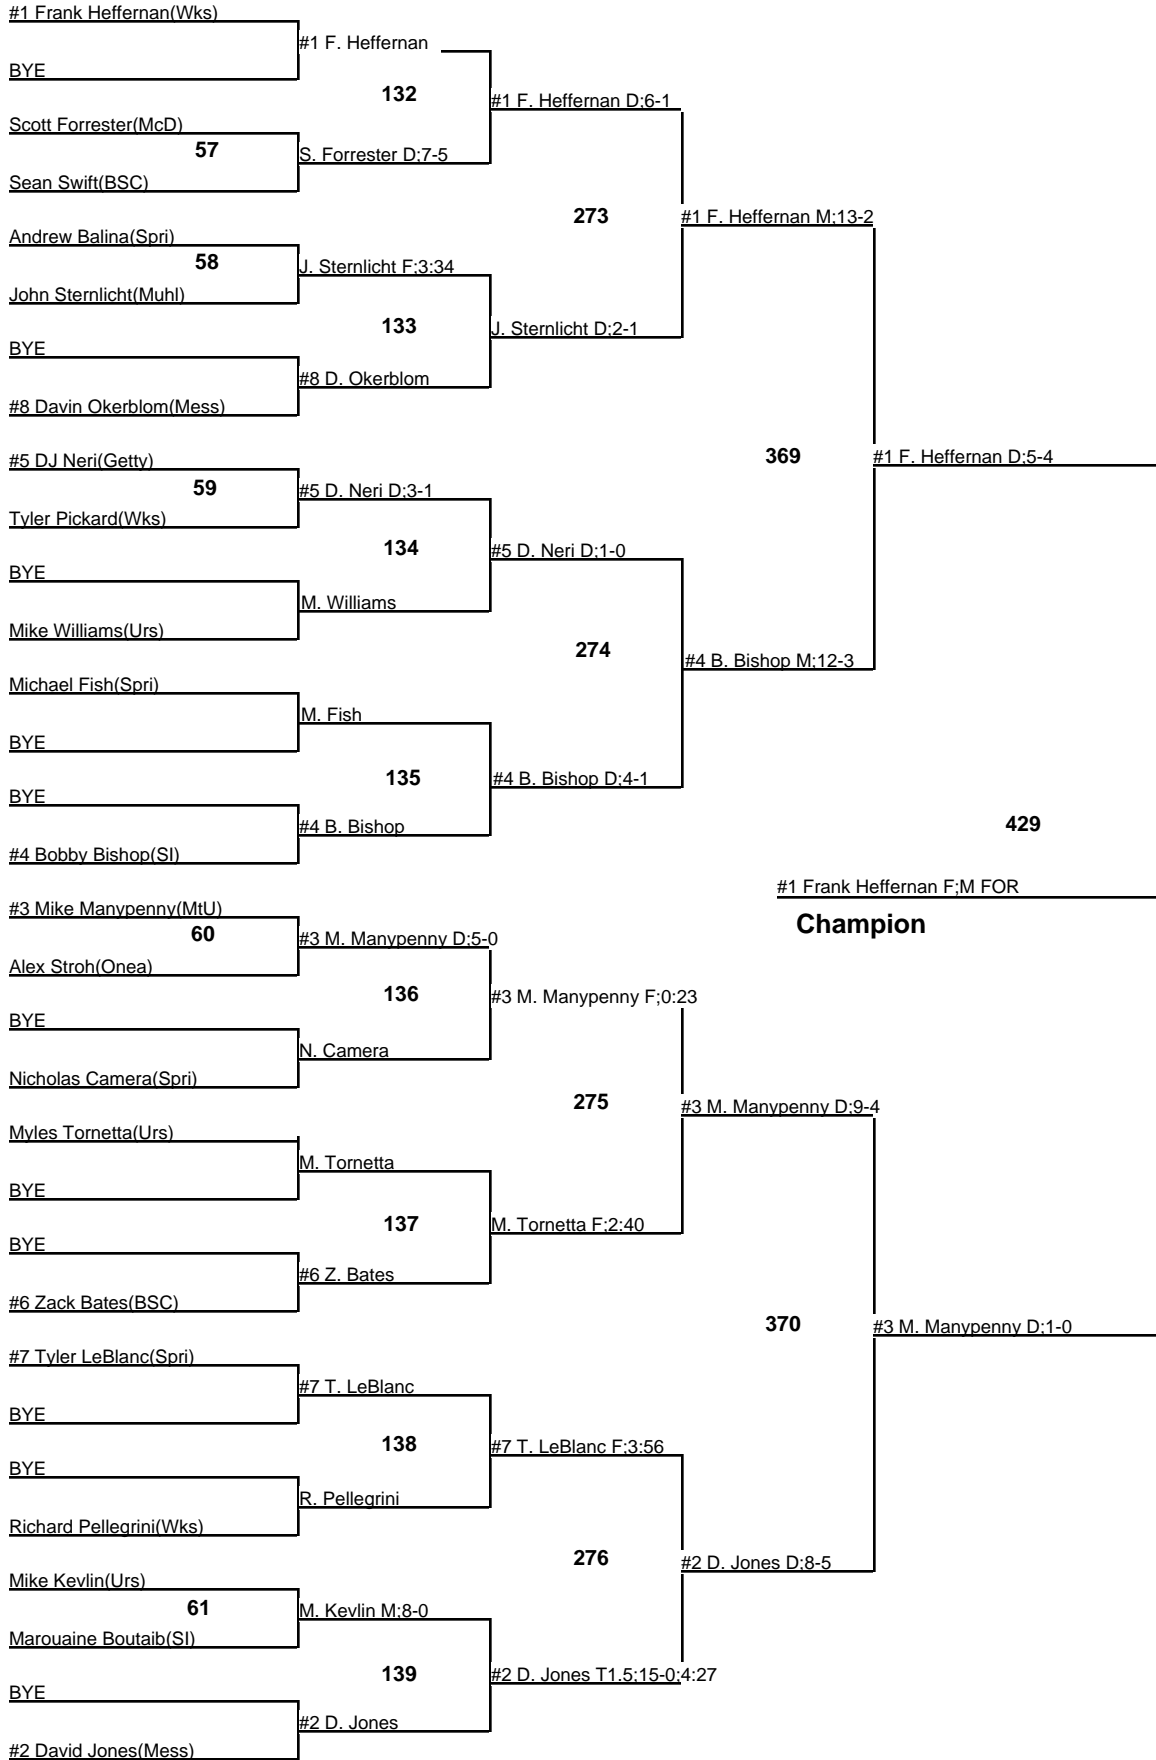 #1 Frank Heffernan(Wks)
#1 F. Heffernan
BYE
132
#1 F. Heffernan D;6-1
Scott Forrester(McD)
57
S. Forrester D;7-5
Sean Swift(BSC)
273
#1 F. Heffernan M;13-2
Andrew Balina(Spri)
58
J. Sternlicht F;3:34
John Sternlicht(Muhl)
133
J. Sternlicht D;2-1
BYE
#8 D. Okerblom
#8 Davin Okerblom(Mess)
369
#1 F. Heffernan D;5-4
#5 DJ Neri(Getty)
59
#5 D. Neri D;3-1
Tyler Pickard(Wks)
134
#5 D. Neri D;1-0
BYE
M. Williams
Mike Williams(Urs)
274
#4 B. Bishop M;12-3
Michael Fish(Spri)
M. Fish
BYE
135
#4 B. Bishop D;4-1
BYE
#4 B. Bishop
#4 Bobby Bishop(SI)
429
#1 Frank Heffernan F;M FOR
Champion
#3 Mike Manypenny(MtU)
60
#3 M. Manypenny D;5-0
Alex Stroh(Onea)
136
#3 M. Manypenny F;0:23
BYE
N. Camera
Nicholas Camera(Spri)
275
#3 M. Manypenny D;9-4
Myles Tornetta(Urs)
M. Tornetta
BYE
137
M. Tornetta F;2:40
BYE
#6 Z. Bates
#6 Zack Bates(BSC)
370
#3 M. Manypenny D;1-0
#7 Tyler LeBlanc(Spri)
#7 T. LeBlanc
BYE
138
#7 T. LeBlanc F;3:56
BYE
R. Pellegrini
Richard Pellegrini(Wks)
276
#2 D. Jones D;8-5
Mike Kevlin(Urs)
61
M. Kevlin M;8-0
Marouaine Boutaib(SI)
139
#2 D. Jones T1.5;15-0;4:27
BYE
#2 D. Jones
#2 David Jones(Mess)